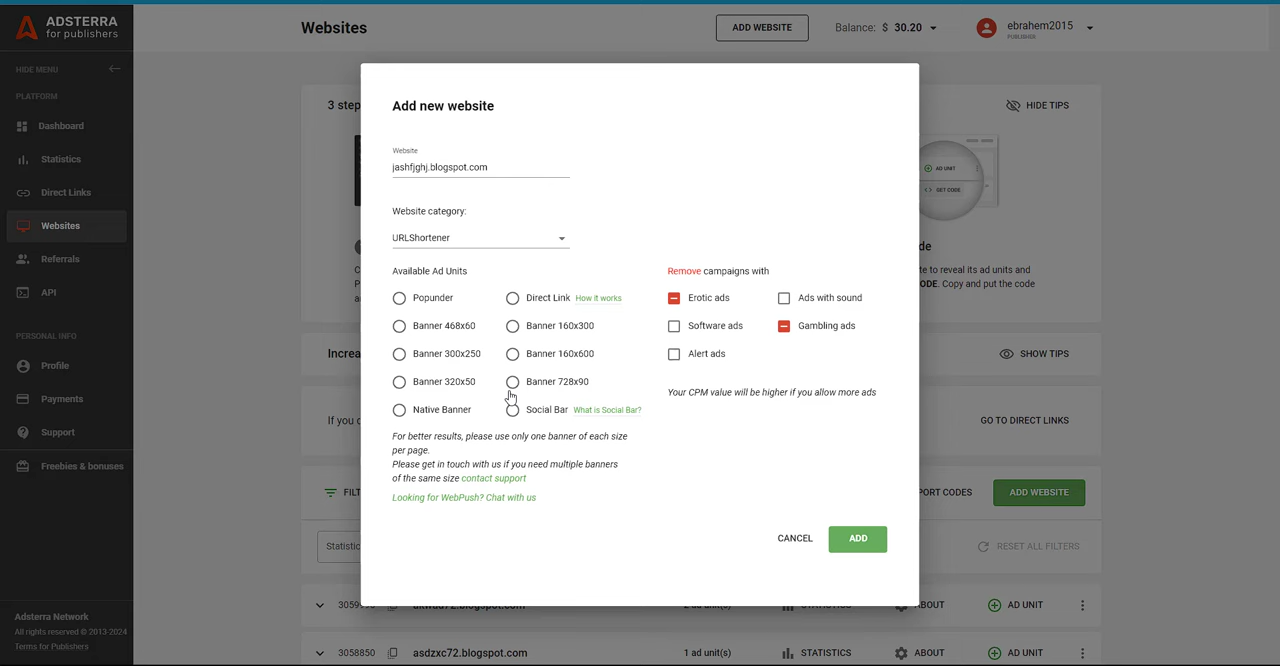 ADSTERRA
for publishers
HIDE MENU
PLATFORM
Dashboard
Statistics
Direct Links
Websites
Referrals
API
PERSONAL INFO
Profile
Payments
Support
Freebies & bonuses
Adsterra Network
All rights reserved © 2013-2024
Terms for Publishers
Websites
ADD WEBSITE
Balance: $ 30.20
ebrahem2015
PUBLISHER
3 step
HIDE TIPS
AD UNIT
<> GET CODE
de
te to reveal its ad units and
ODE. Copy and put the code
Increa
SHOW TIPS
If you c
GO TO DIRECT LINKS
FILT
PORT CODES
ADD WEBSITE
Statistic
RESET ALL FILTERS
Add new website
Website
jashfjghj.blogspot.com
Website category:
URLShortener
Available Ad Units
Popunder
Direct Link How it works
Banner 468x60
Banner 160x300
Banner 300x250
Banner 160x600
Banner 320x50
Banner 728x90
Native Banner
Social Bar What is Social Bar?
For better results, please use only one banner of each size
per page.
Please get in touch with us if you need multiple banners
of the same size contact support
Looking for WebPush? Chat with us
Remove campaigns with
Erotic ads
Ads with sound
Software ads
Gambling ads
Alert ads
Your CPM value will be higher if you allow more ads
CANCEL
ADD
AD UNIT
3058850
asdzxc72.blogspot.com
1 ad unit(s)
STATISTICS
ABOUT
AD UNIT